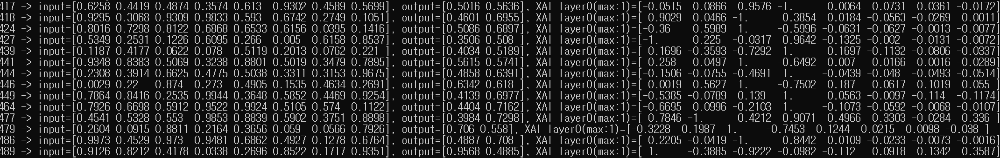 417 -> input=[0.6258 0.4419 0.4874 0.3574 0.613  0.9302 0.4589 0.5699], output=[0.5016 0.5636], XAI layer0(max:1)=[-0.0515  0.0866  0.9576 -1.      0.0064  0.0731  0.0361 -0.0172]
418 -> input=[0.9295 0.3068 0.9309 0.9833 0.593  0.6742 0.2749 0.1051], output=[0.4601 0.6955], XAI layer0(max:1)=[ 0.9029  0.0466 -1.      0.3854  0.0184 -0.0563 -0.0269  0.0011]
424 -> input=[0.8016 0.7298 0.8122 0.6868 0.6533 0.6156 0.0395 0.1416], output=[0.5086 0.6897], XAI layer0(max:1)=[-0.36    0.5989  1.     -0.5996 -0.0631 -0.0627 -0.0013 -0.0077]
427 -> input=[0.5349 0.2531 0.1226 0.6095 0.266  0.005  0.6158 0.8537], output=[0.3506 0.508 ], XAI layer0(max:1)=[-1.      0.225  -0.0317  0.9642 -0.1325 -0.002  -0.0131 -0.0072]
439 -> input=[0.1187 0.4177 0.0622 0.078  0.5119 0.2013 0.0762 0.221 ], output=[0.4034 0.5189], XAI layer0(max:1)=[ 0.1696 -0.3593 -0.7292  1.      0.1697 -0.1132 -0.0806 -0.0337]
441 -> input=[0.9348 0.8383 0.5069 0.3238 0.8801 0.5019 0.3479 0.7895], output=[0.5615 0.5741], XAI layer0(max:1)=[-0.258   0.0497  1.     -0.6492  0.007   0.0166 -0.0016 -0.0289]
444 -> input=[0.2308 0.3914 0.6625 0.4775 0.5038 0.3311 0.3153 0.9675], output=[0.4858 0.6391], XAI layer0(max:1)=[-0.1506 -0.0755 -0.4691  1.     -0.0439 -0.048  -0.0493 -0.0514]
446 -> input=[0.0029 0.22   0.874  0.273  0.4905 0.1535 0.4634 0.2691], output=[0.6342 0.618 ], XAI layer0(max:1)=[ 0.0019  0.5627  1.     -0.7502  0.187   0.0617  0.1019  0.055 ]
449 -> input=[0.7864 0.8416 0.2535 0.9944 0.3648 0.5852 0.4469 0.9254], output=[0.4139 0.6977], XAI layer0(max:1)=[-0.5385 -0.0789  0.139   1.      0.0563 -0.0097 -0.114  -0.1174]
464 -> input=[0.7926 0.6698 0.5912 0.9522 0.9924 0.5105 0.574  0.1122], output=[0.4404 0.7162], XAI layer0(max:1)=[-0.6695  0.0996 -0.2103  1.     -0.1073 -0.0592 -0.0068 -0.0107]
477 -> input=[0.4541 0.5328 0.553  0.9853 0.8839 0.5902 0.3751 0.8898], output=[0.3984 0.7298], XAI layer0(max:1)=[ 0.7846 -1.      0.4212  0.9071  0.4966  0.3303 -0.0284  0.336 ]
479 -> input=[0.2604 0.0915 0.8811 0.2164 0.3656 0.059  0.0566 0.7926], output=[0.706 0.558], XAI layer0(max:1)=[-0.3228  0.1987  1.     -0.7453  0.1244  0.0215  0.0098 -0.038 ]
486 -> input=[0.9973 0.4529 0.973  0.9481 0.6862 0.4927 0.1278 0.6764], output=[0.4887 0.708 ], XAI layer0(max:1)=[ 0.2205 -0.0419 -1.      0.8442  0.0109 -0.0233 -0.0073 -0.0016]
489 -> input=[0.9126 0.8212 0.4178 0.0338 0.2696 0.8522 0.1717 0.9351], output=[0.9568 0.4885], XAI layer0(max:1)=[ 1.     -0.3885 -0.9222 -0.0982 -0.112   0.0918  0.1342  0.3587]